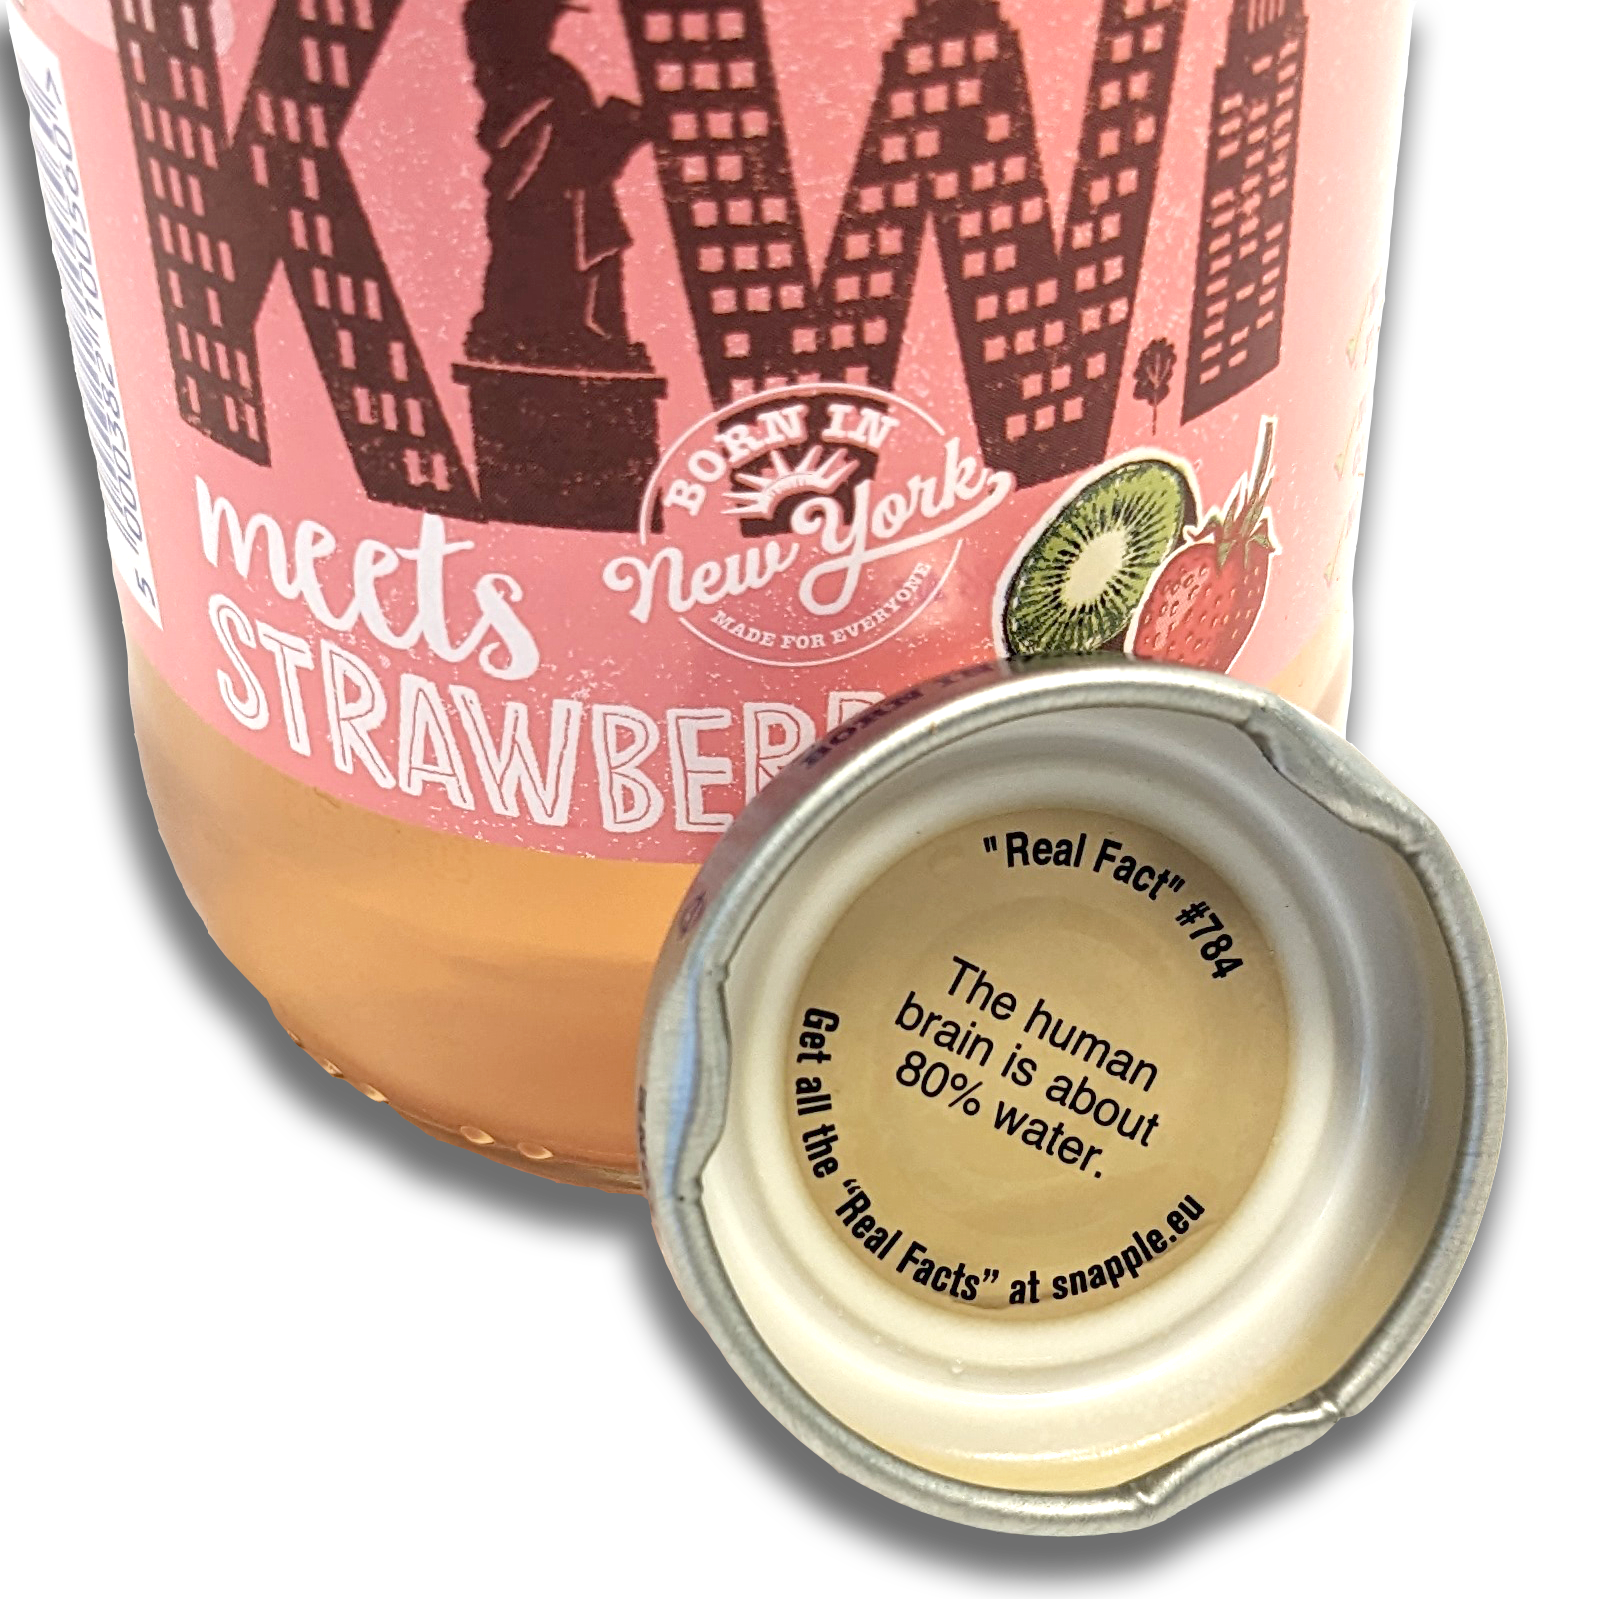 KIWI
meets
STRAWBERR
BORN IN
New York
MADE FOR EVERYONE
"Real Fact" #784
The human
brain is about
80% water.
Get all the “Real Facts” at snapple.eu